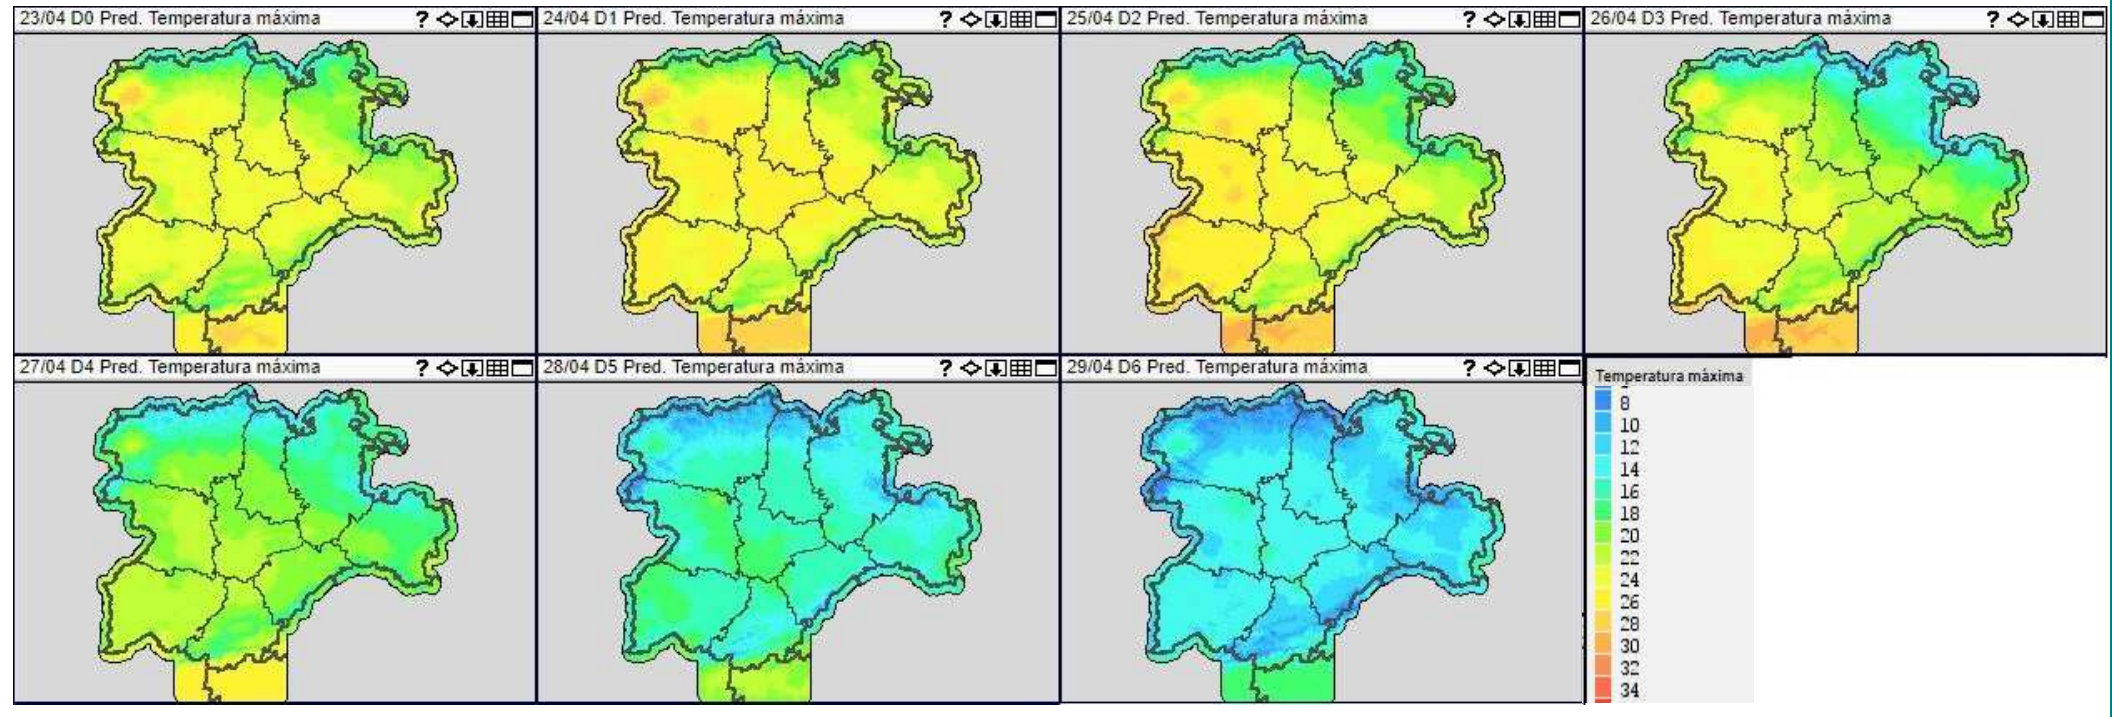 23/04 D0 Pred. Temperatura máxima ?
24/04 D1 Pred. Temperatura máxima ?
25/04 D2 Pred. Temperatura máxima ?
26/04 D3 Pred. Temperatura máxima ?
27/04 D4 Pred. Temperatura máxima ?
28/04 D5 Pred. Temperatura máxima ?
29/04 D6 Pred. Temperatura máxima ?
Temperatura máxima
8
10
12
14
16
18
20
22
24
26
28
30
32
34